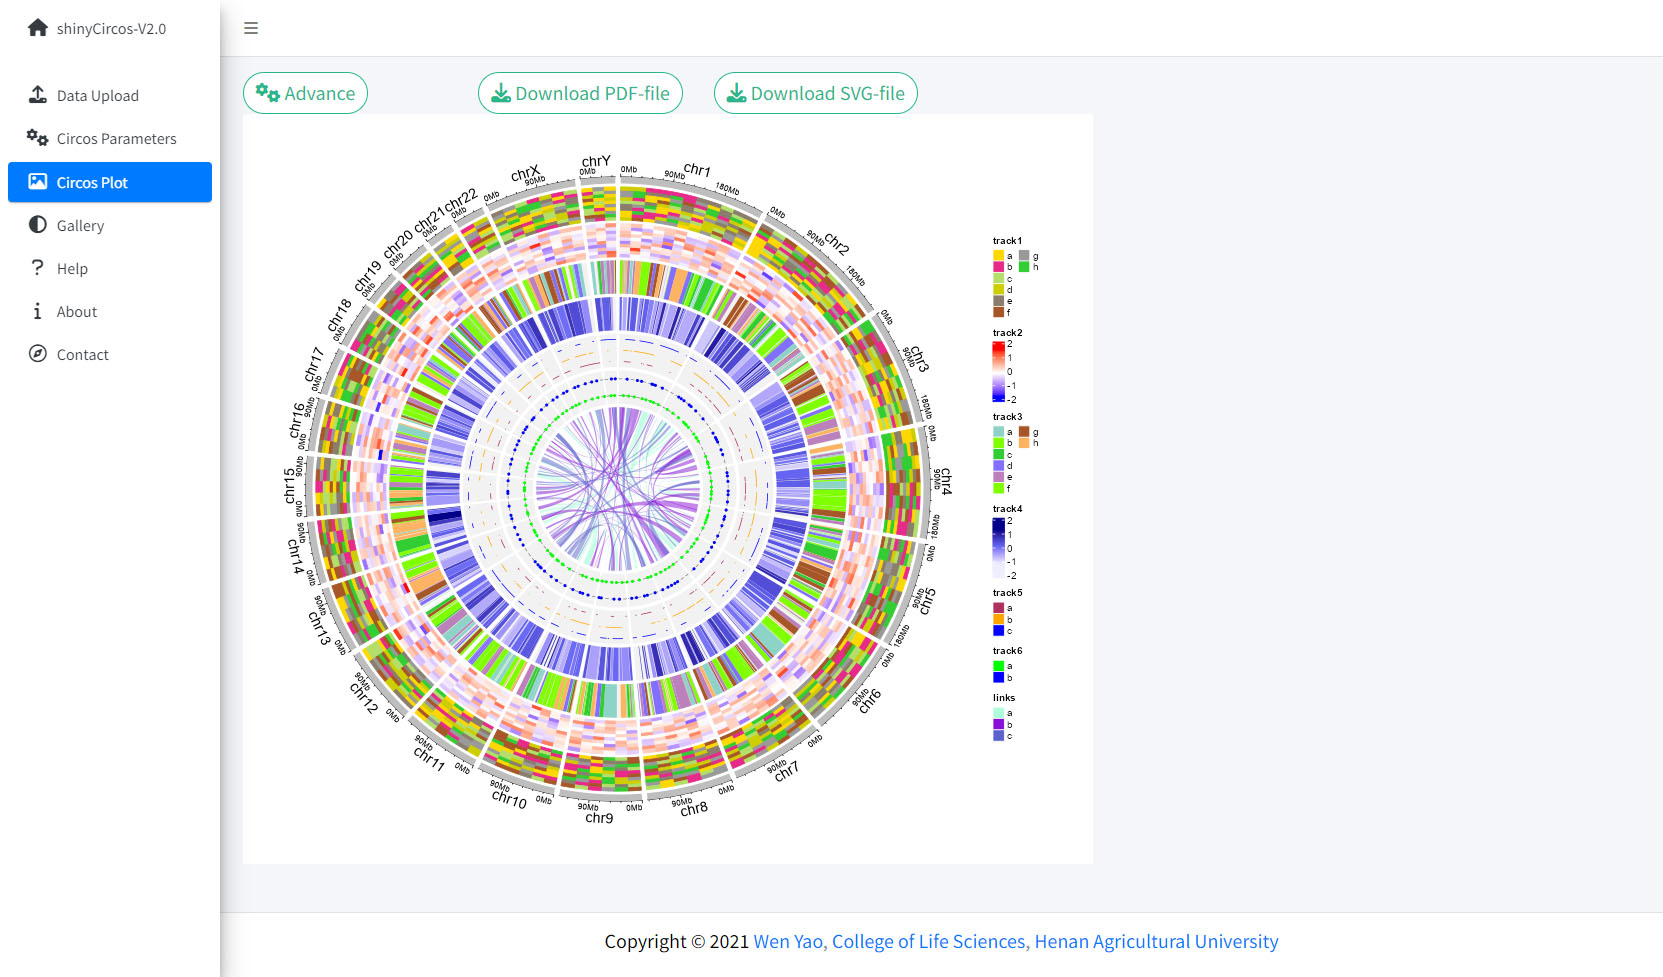 shinyCircos-V2.0
Data Upload
Circos Parameters
Circos Plot
Gallery
Help
About
Contact
Advance
Download PDF-file
Download SVG-file
chr1
0Mb 90Mb 180Mb
chr2
0Mb 90Mb 180Mb
chr3
0Mb 90Mb 180Mb
chr4
0Mb 90Mb 180Mb
chr5
0Mb 90Mb 180Mb
chr6
0Mb 90Mb
chr7
0Mb 90Mb
chr8
0Mb 90Mb
chr9
0Mb 90Mb
chr10
0Mb 90Mb
chr11
0Mb 90Mb
chr12
0Mb 90Mb
chr13
0Mb 90Mb
chr14
0Mb 90Mb
chr15
0Mb 90Mb
chr16
0Mb 90Mb
chr17
0Mb
chr18
0Mb
chr19
0Mb
chr20
0Mb
chr21
0Mb
chr22
0Mb
chrX
0Mb 90Mb
chrY
0Mb
track1
a g
b h
c
d
e
f
track2
2
1
0
-1
-2
track3
a g
b h
c
d
e
f
track4
2
1
0
-1
-2
track5
a
b
c
track6
a
b
links
a
b
c
Copyright © 2021 Wen Yao, College of Life Sciences, Henan Agricultural University